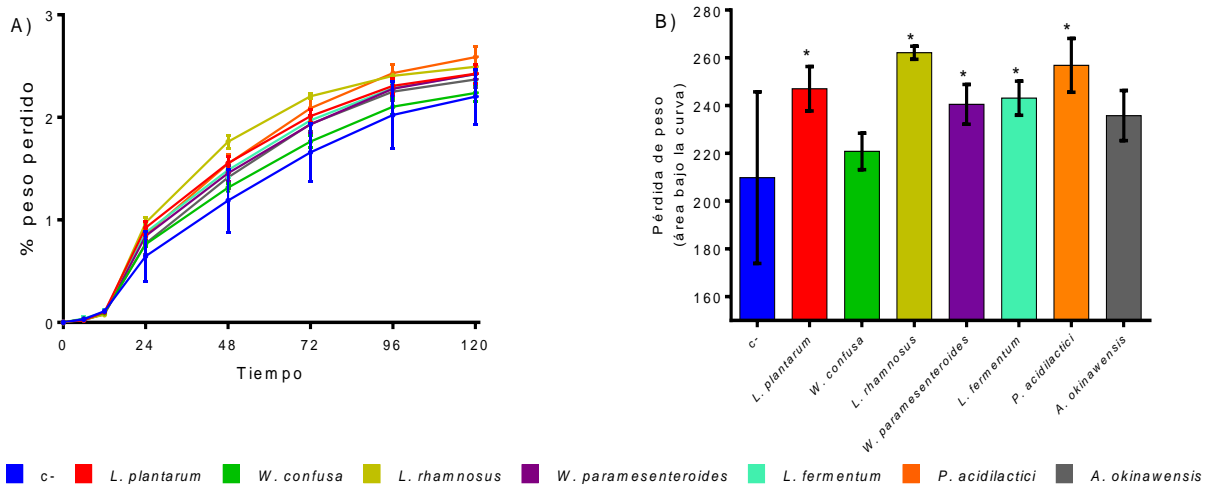 A)
3
2
1
0
% peso perdido
0 24 48 72 96 120
Tiempo
B)
280
260
240
220
200
180
160
Pérdida de peso
(área bajo la curva)
* * * * *
c-
L. plantarum
W. confusa
L. rhamnosus
W. paramesenteroides
L. fermentum
P. acidilactici
A. okinawensis
c- L. plantarum W. confusa L. rhamnosus W. paramesenteroides L. fermentum P. acidilactici A. okinawensis